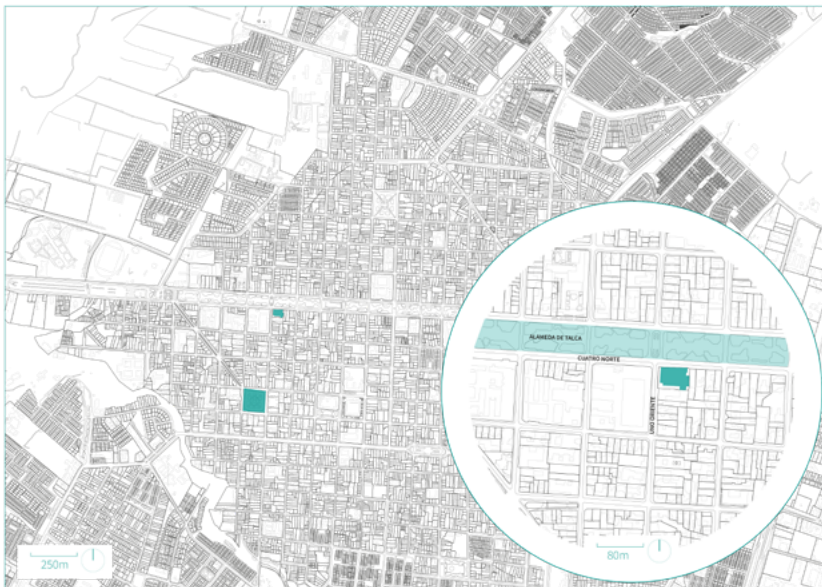 ALAMEDA DE TALCA
CUATRO NORTE
UNO ORIENTE
250m
80m